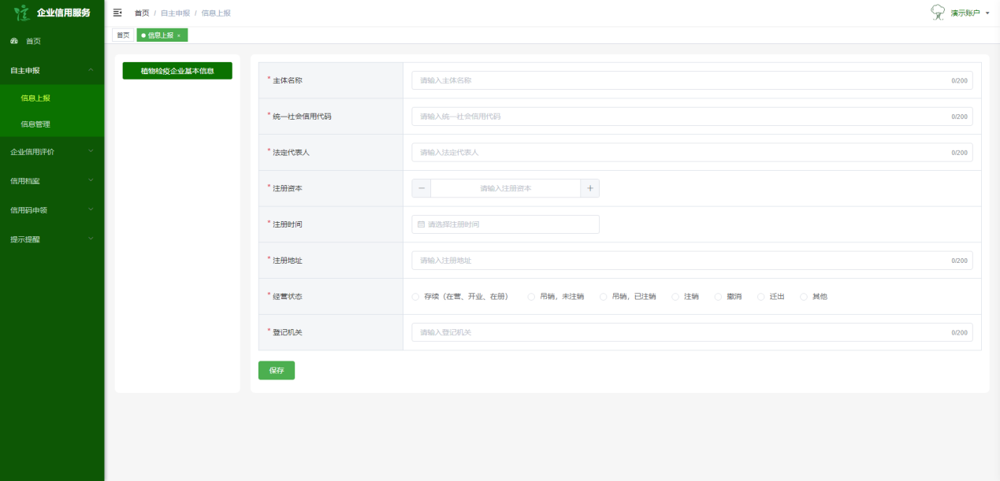 企业信用服务
首页 / 自主申报 / 信息上报
演示账户
首页
信息上报 ×
首页
自主申报
信息上报
信息管理
企业信用评价
信用档案
信用码申领
提示提醒
植物检疫企业基本信息
* 主体名称 请输入主体名称 0/200
* 统一社会信用代码 请输入统一社会信用代码 0/200
* 法定代表人 请输入法定代表人 0/200
* 注册资本 − 请输入注册资本 +
* 注册时间 请选择注册时间
* 注册地址 请输入注册地址 0/200
* 经营状态 存续（在营、开业、在册） 吊销，未注销 吊销，已注销 注销 撤消 迁出 其他
* 登记机关 请输入登记机关 0/200
保存